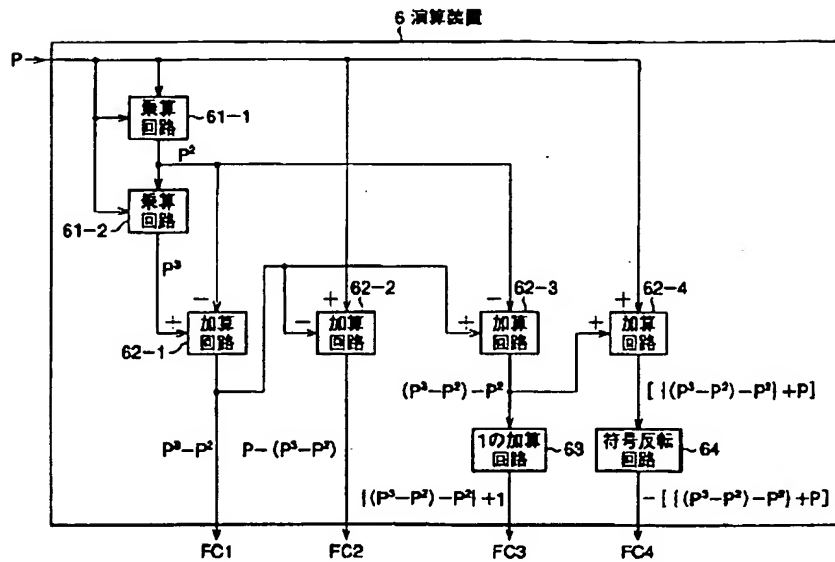 6 演算装置
P
乗算
回路
61-1
P²
乗算
回路
61-2
P³
−
+
加算
回路
62-1
+
−
加算
回路
62-2
−
+
加算
回路
62-3
+
+
加算
回路
62-4
(P³-P²)-P²
[{(P³-P²)-P²}+P]
P³-P²
P-(P³-P²)
1の加算
回路
63
符号反転
回路
64
{(P³-P²)-P²}+1
-[{(P³-P²)-P²}+P]
FC1
FC2
FC3
FC4